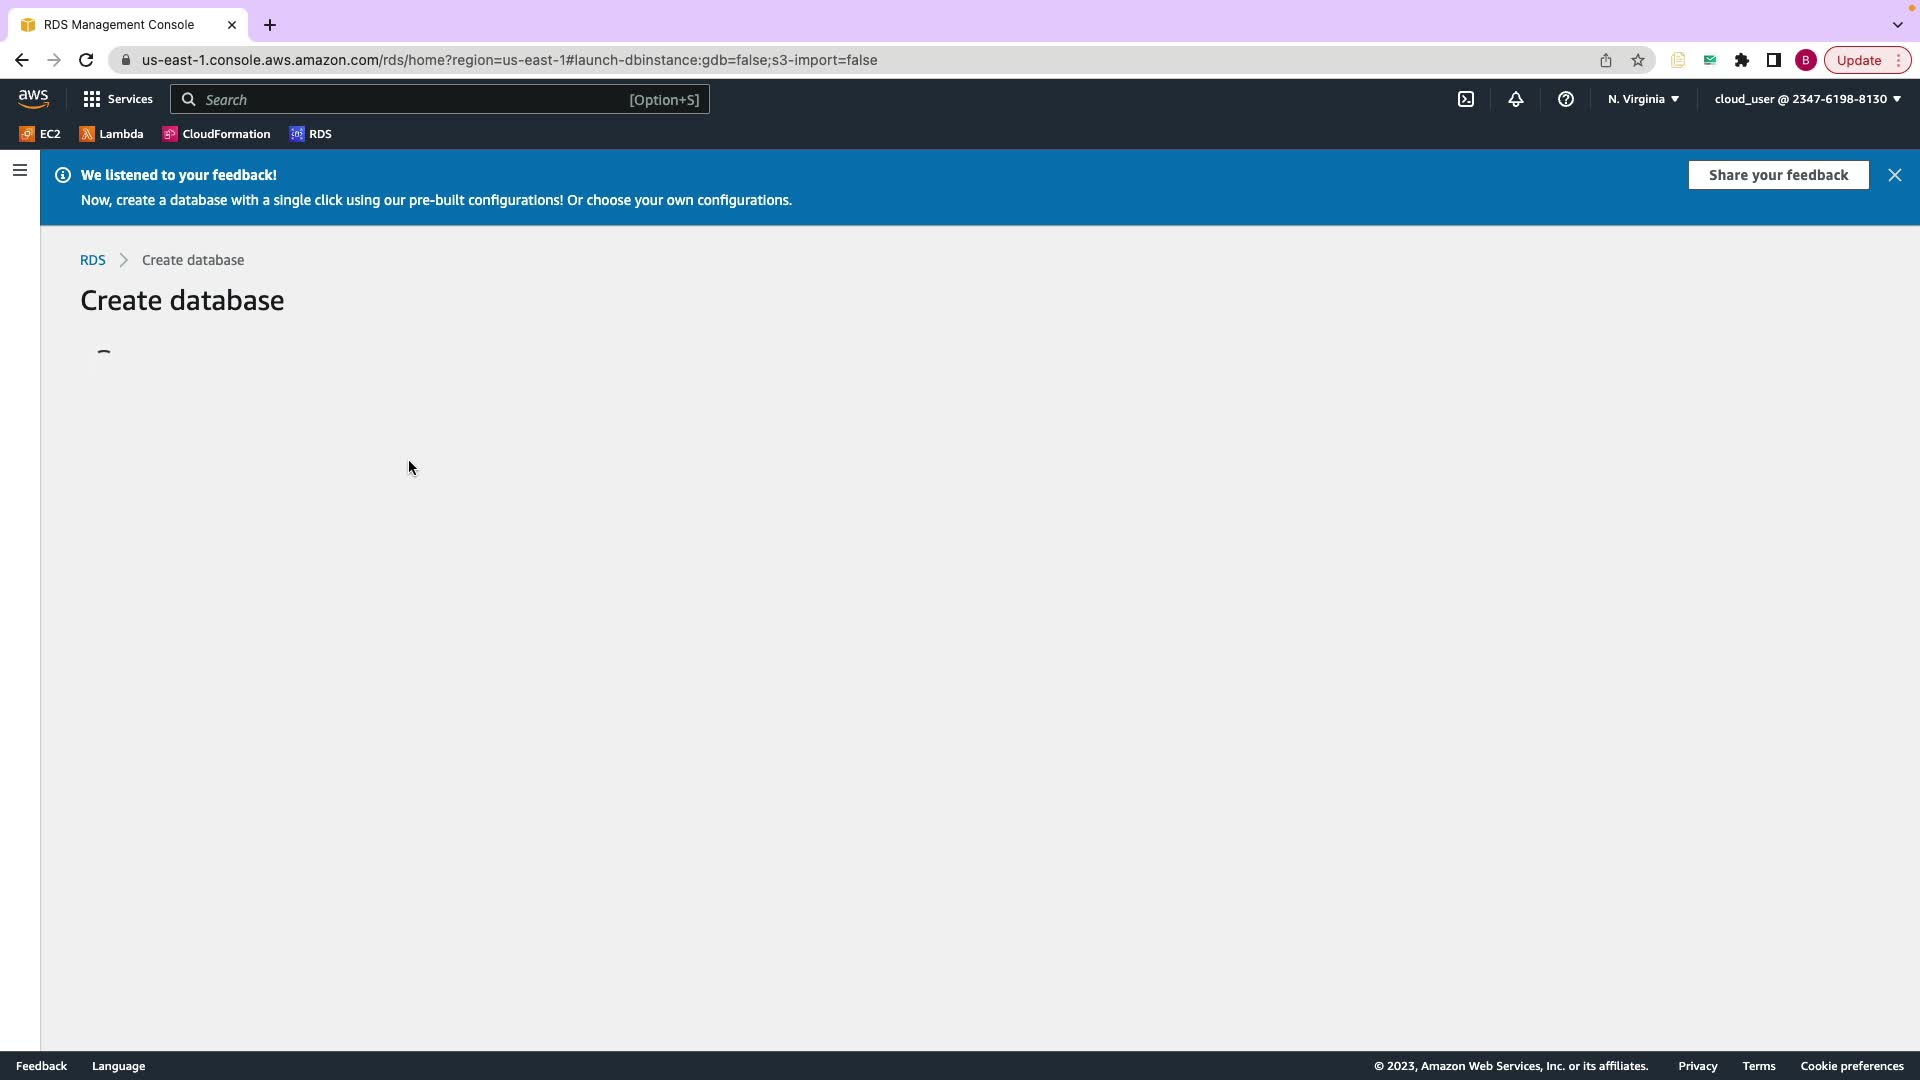 RDS Management Console
us-east-1.console.aws.amazon.com/rds/home?region=us-east-1#launch-dbinstance:gdb=false;s3-import=false
B
Update
aws
Services
Search
[Option+S]
N. Virginia
cloud_user @ 2347-6198-8130
EC2
Lambda
CloudFormation
RDS
We listened to your feedback!
Now, create a database with a single click using our pre-built configurations! Or choose your own configurations.
Share your feedback
RDS
Create database
Create database
Feedback
Language
© 2023, Amazon Web Services, Inc. or its affiliates.
Privacy
Terms
Cookie preferences